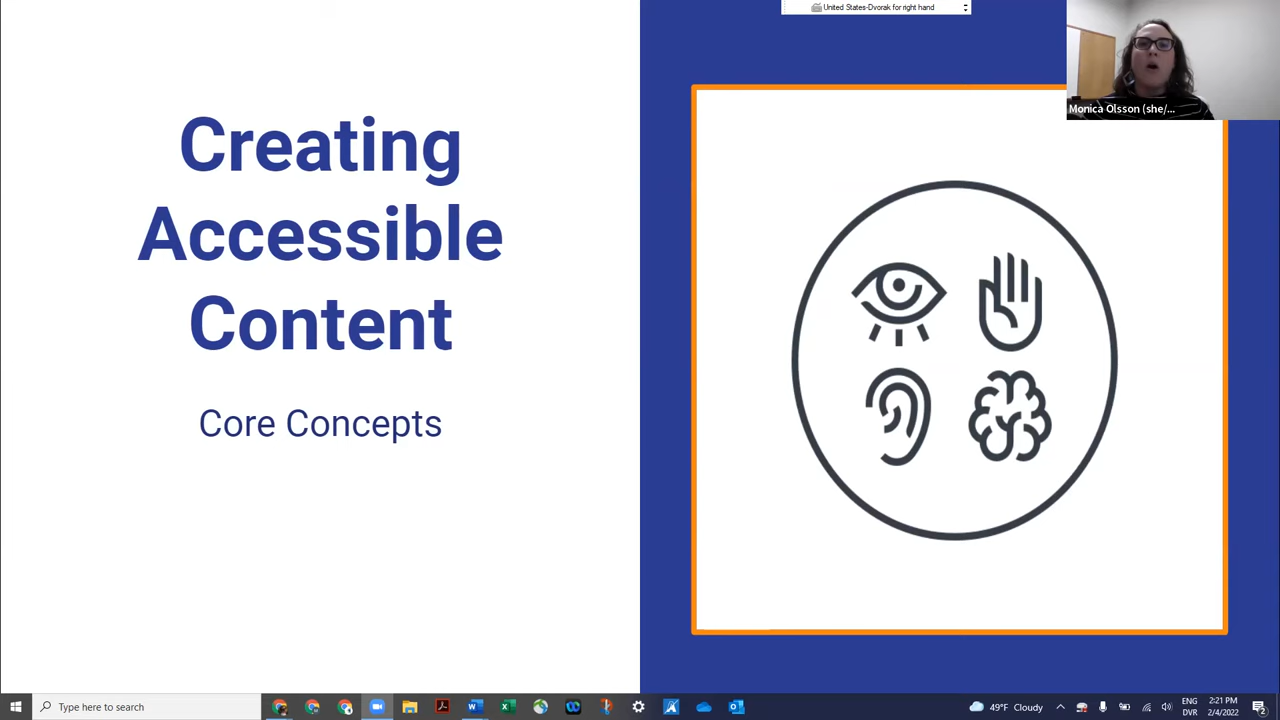 United States-Dvorak for right hand
Creating
Accessible
Content
Core Concepts
Monica Olsson (she/...
Type here to search
49°F Cloudy
ENG
DVR
2:21 PM
2/4/2022
2